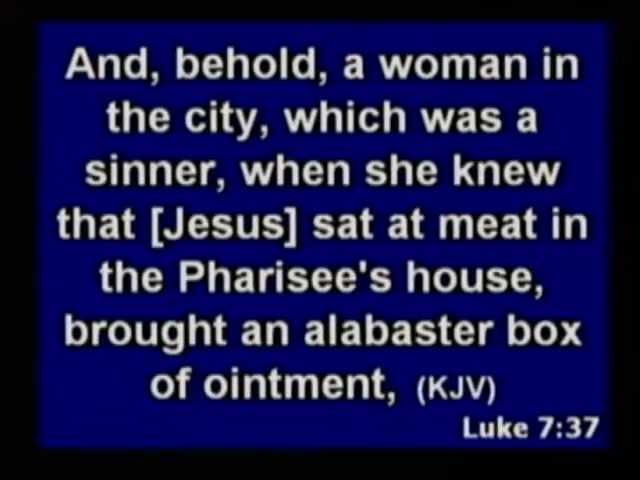 And, behold, a woman in
the city, which was a
sinner, when she knew
that [Jesus] sat at meat in
the Pharisee's house,
brought an alabaster box
of ointment, (KJV)
Luke 7:37